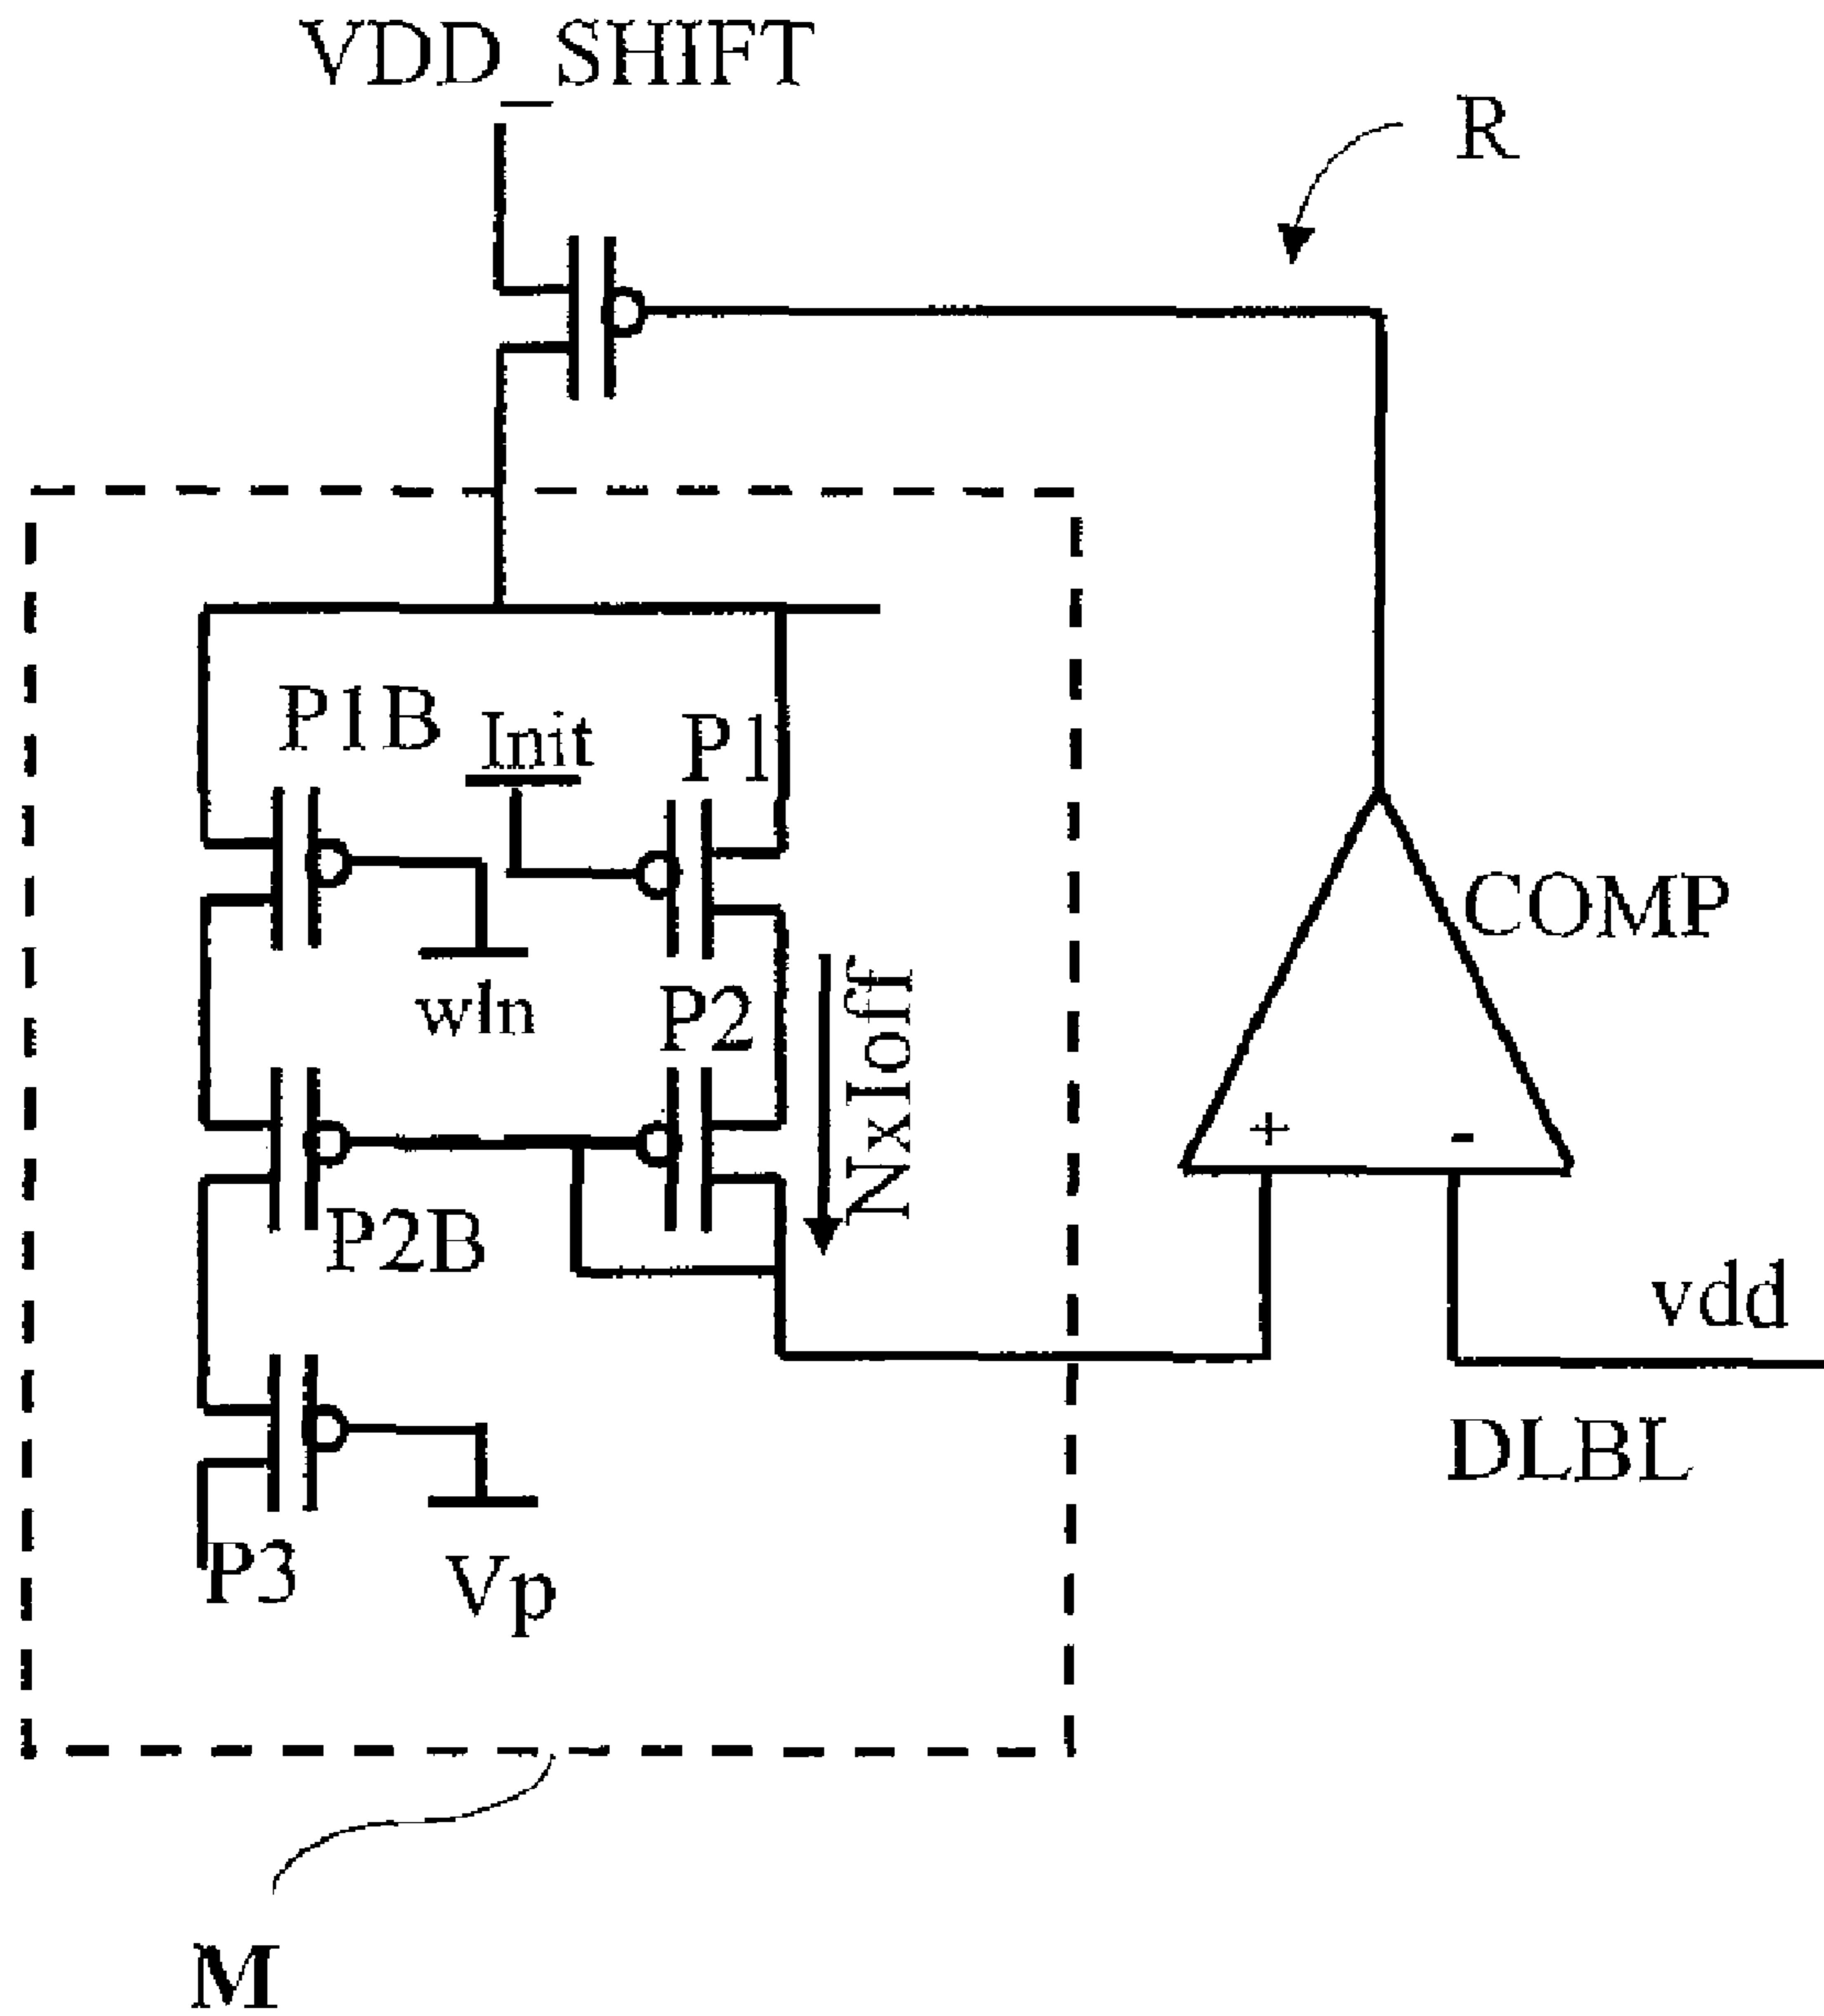 VDD_SHIFT
R
P1B
Init
P1
COMP
wln
P2
NxIoff
+
-
P2B
vdd
DLBL
P3
Vp
M